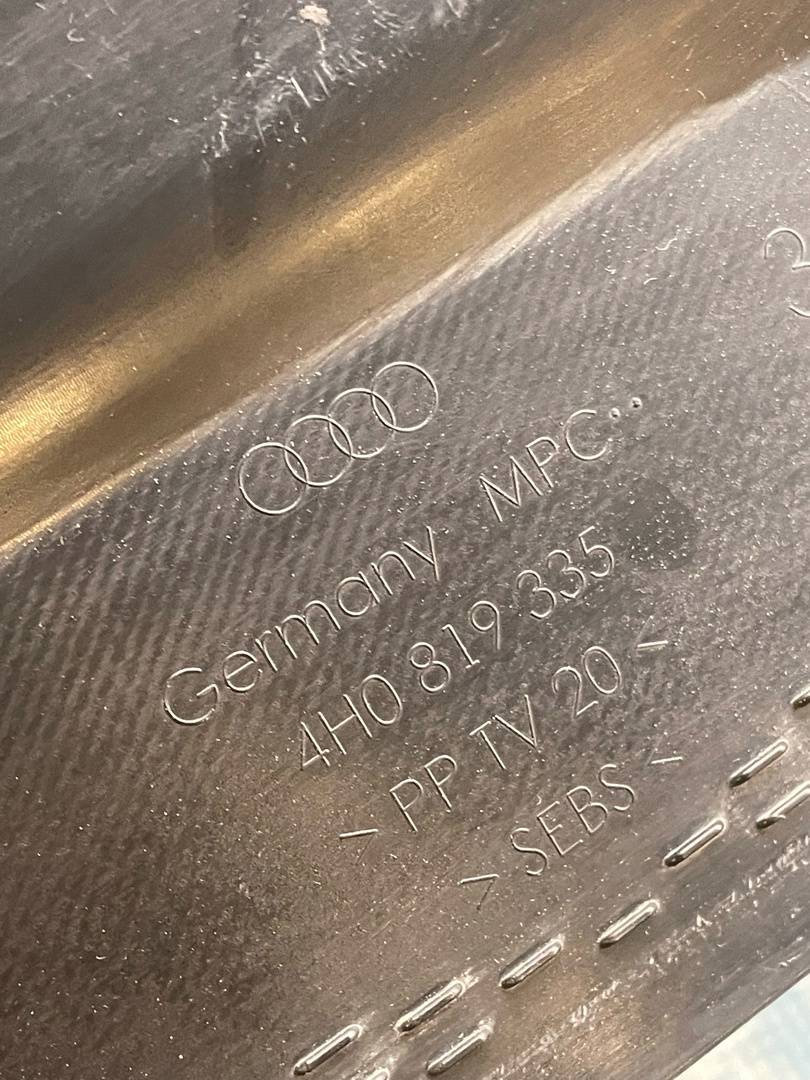 Germany MPC
4H0 819 335
> PP TV 20 <
> SEBS <